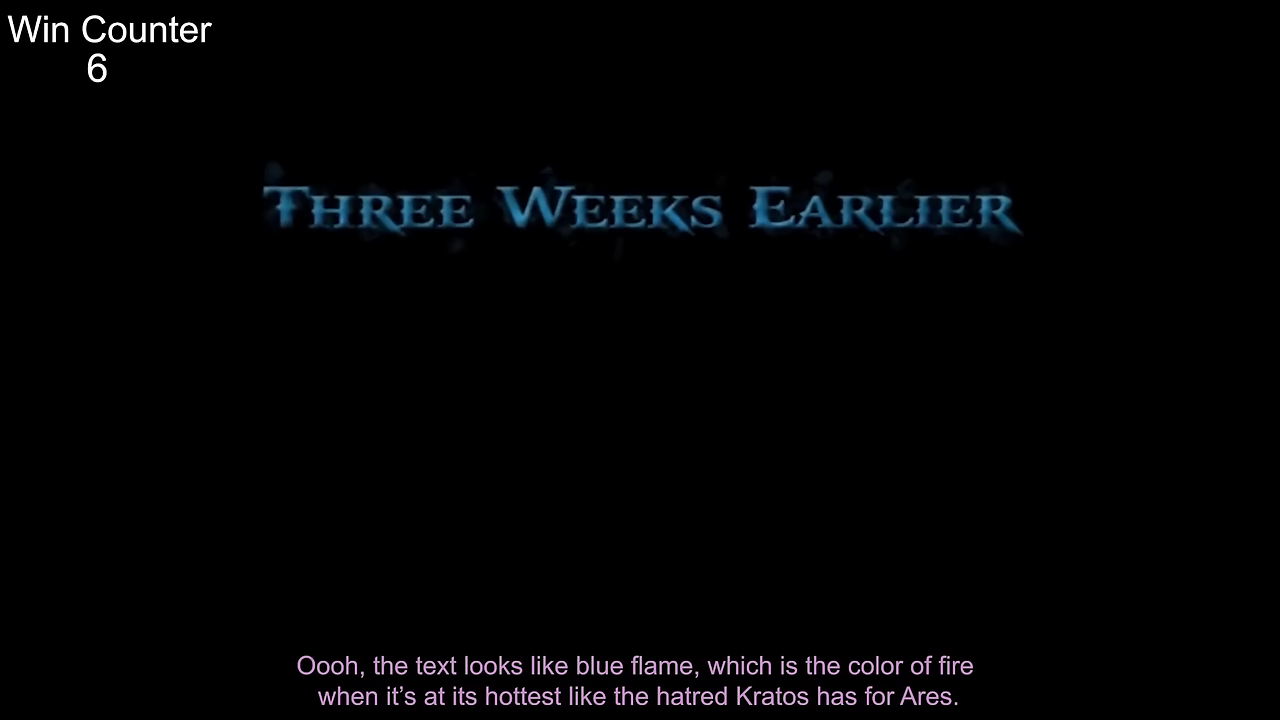 Win Counter
6
Three Weeks Earlier
Oooh, the text looks like blue flame, which is the color of fire
when it’s at its hottest like the hatred Kratos has for Ares.